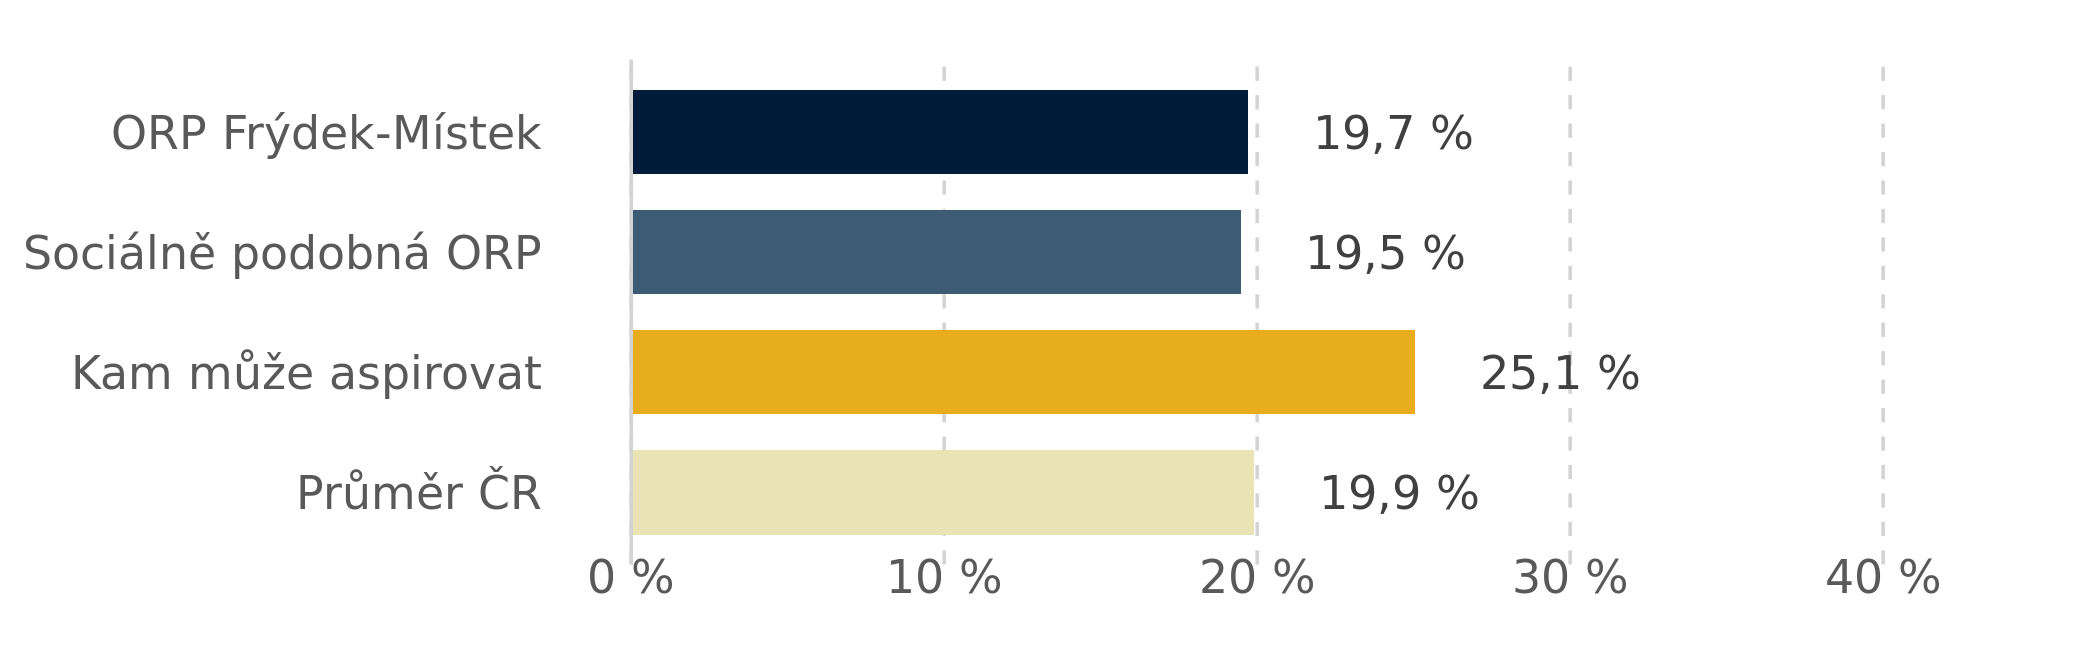 ORP Frýdek-Místek 19,7 %
Sociálně podobná ORP 19,5 %
Kam může aspirovat 25,1 %
Průměr ČR 19,9 %
0 % 10 % 20 % 30 % 40 %